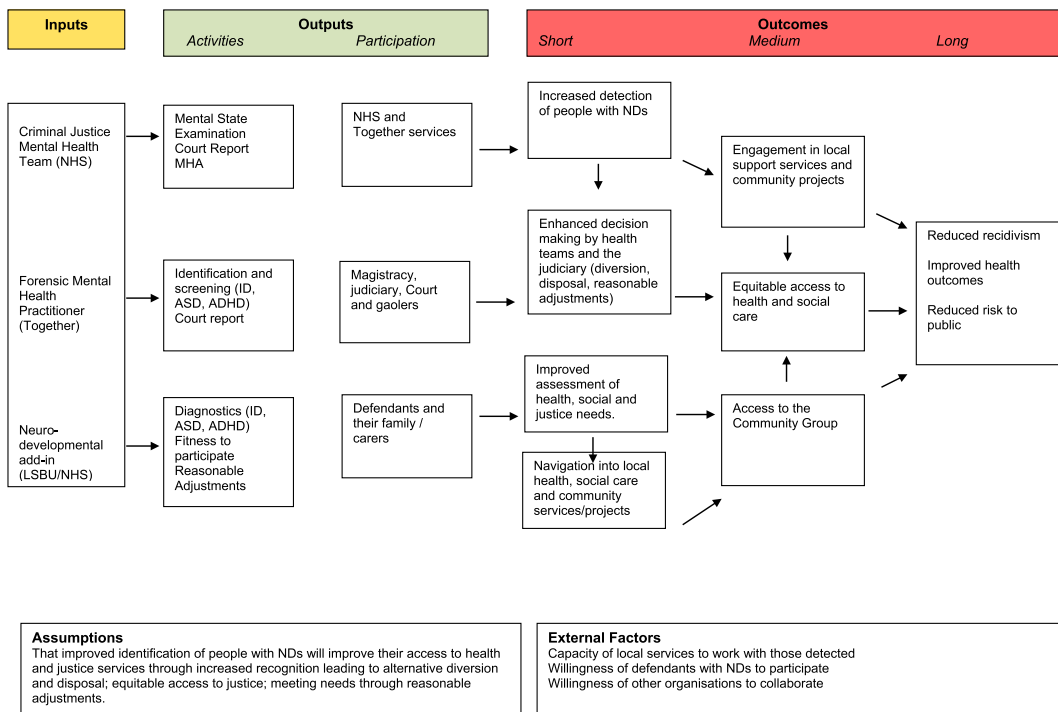 Inputs
Outputs
Activities
Participation
Outcomes
Short
Medium
Long
Criminal Justice
Mental Health
Team (NHS)
Forensic Mental
Health
Practitioner
(Together)
Neuro-
developmental
add-in
(LSBU/NHS)
Mental State
Examination
Court Report
MHA
Identification and
screening (ID,
ASD, ADHD)
Court report
Diagnostics (ID,
ASD, ADHD)
Fitness to
participate
Reasonable
Adjustments
NHS and
Together services
Magistracy,
judiciary, Court
and gaolers
Defendants and
their family /
carers
Increased detection
of people with NDs
Enhanced decision
making by health
teams and the
judiciary (diversion,
disposal, reasonable
adjustments)
Improved
assessment of
health, social and
justice needs.
Navigation into local
health, social care
and community
services/projects
Engagement in local
support services and
community projects
Equitable access to
health and social
care
Access to the
Community Group
Reduced recidivism
Improved health
outcomes
Reduced risk to
public
Assumptions
That improved identification of people with NDs will improve their access to health
and justice services through increased recognition leading to alternative diversion
and disposal; equitable access to justice; meeting needs through reasonable
adjustments.
External Factors
Capacity of local services to work with those detected
Willingness of defendants with NDs to participate
Willingness of other organisations to collaborate